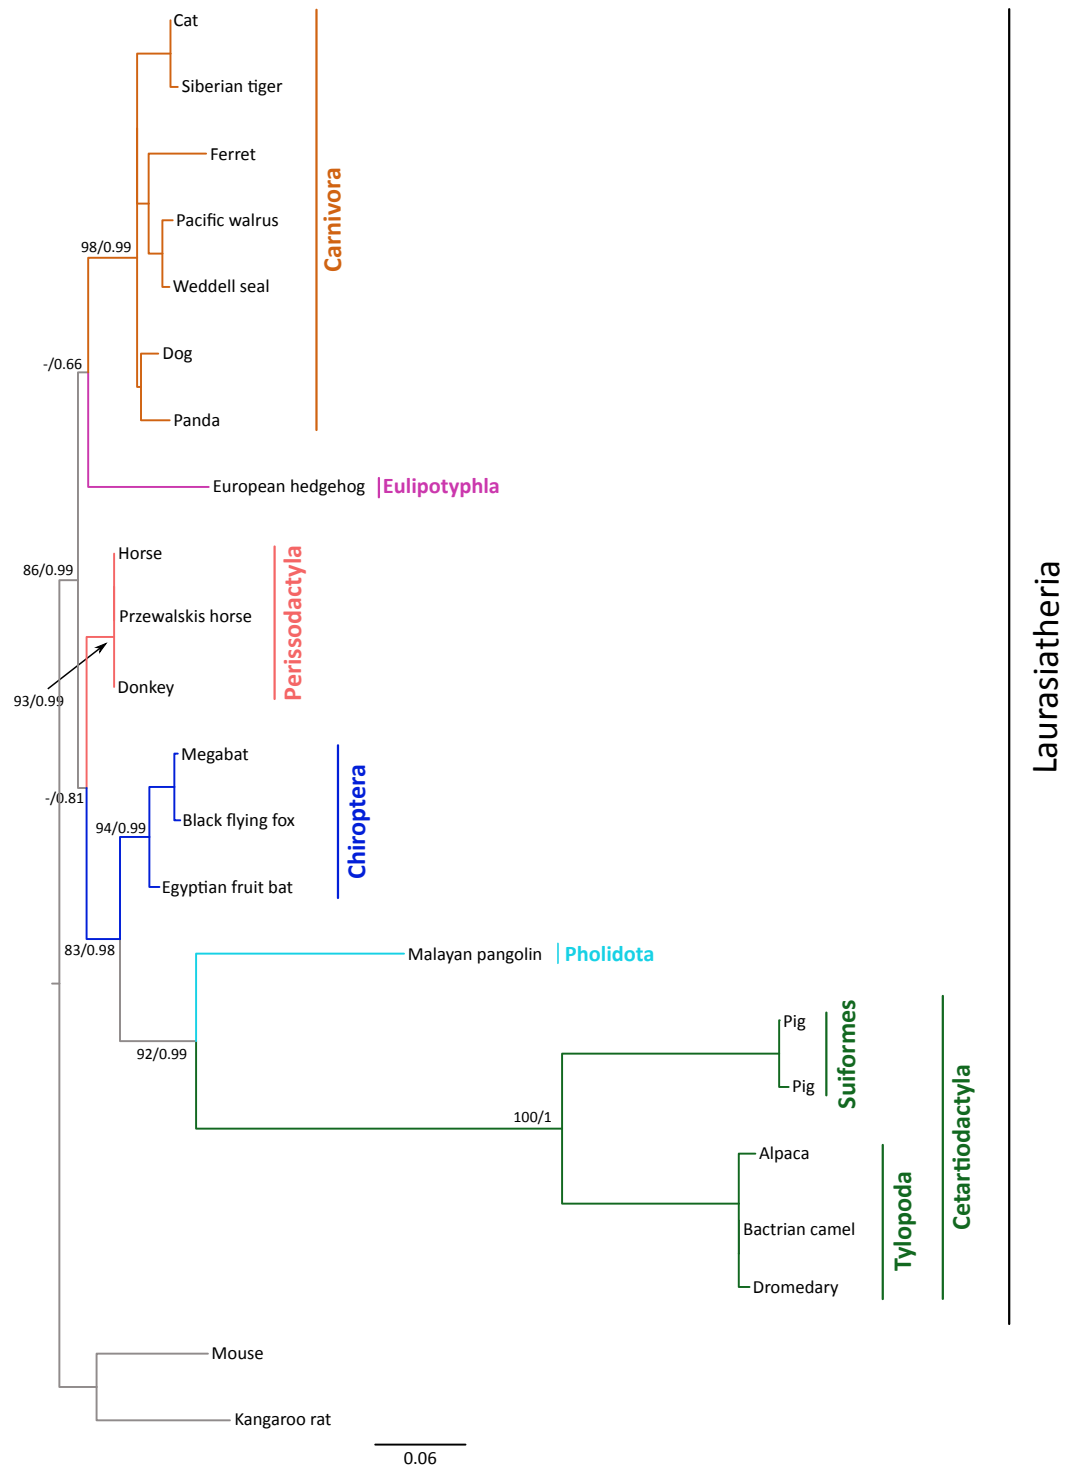 Cat
Siberian tiger
Ferret
Pacific walrus
98/0.99
Weddell seal
Carnivora
Dog
-/0.66
Panda
European hedgehog
Eulipotyphla
Horse
86/0.99
Przewalskis horse
Perissodactyla
Donkey
93/0.99
Laurasiatheria
Megabat
-/0.81
Black flying fox
94/0.99
Chiroptera
Egyptian fruit bat
83/0.98
Malayan pangolin
Pholidota
Pig
92/0.99
Suiformes
Pig
100/1
Alpaca
Cetartiodactyla
Bactrian camel
Tylopoda
Dromedary
Mouse
Kangaroo rat
0.06